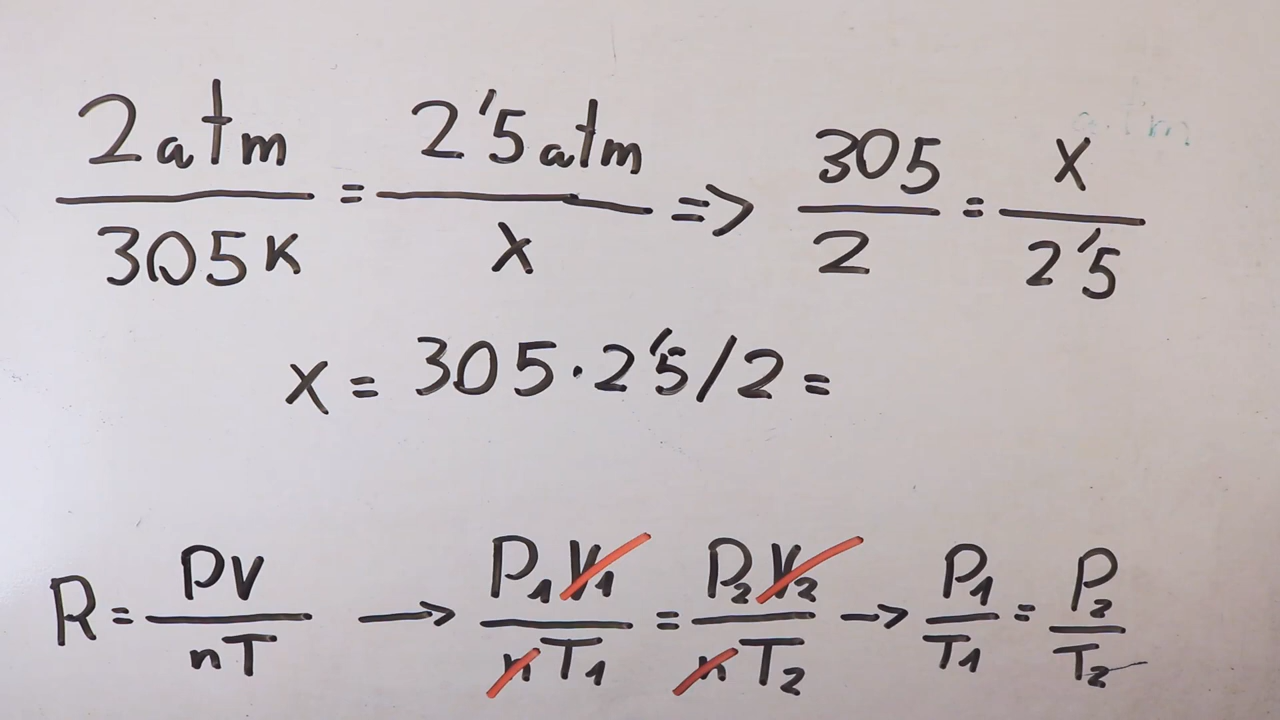 2atm/305K = 2'5atm/x => 305/2 = x/2'5
x = 305·2'5/2 =
R = PV/nT → P₁V₁/nT₁ = P₂V₂/nT₂ → P₁/T₁ = P₂/T₂